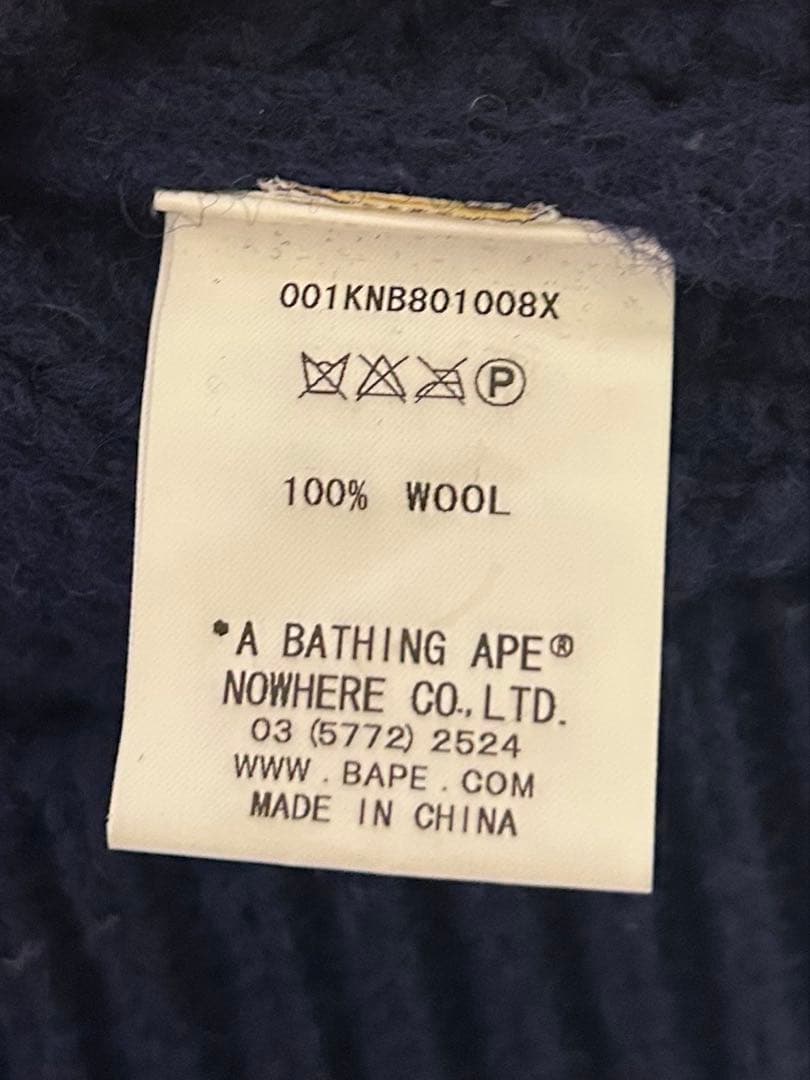 001KNB801008X
P
100% WOOL
*A BATHING APE®
NOWHERE CO.,LTD.
03 (5772) 2524
WWW . BAPE . COM
MADE IN CHINA